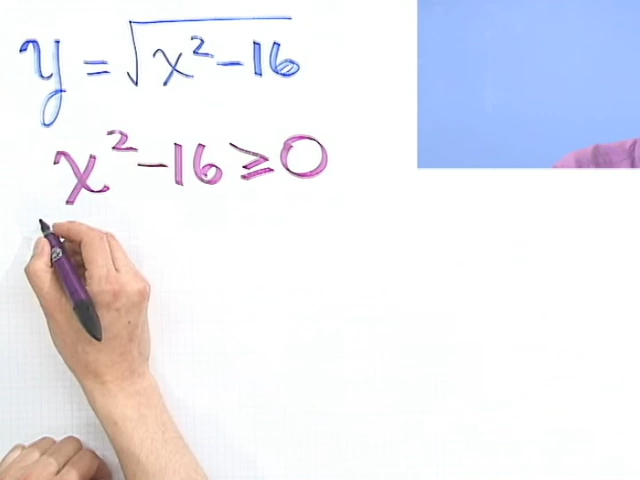 y = √(x² - 16)
x² - 16 ≥ 0